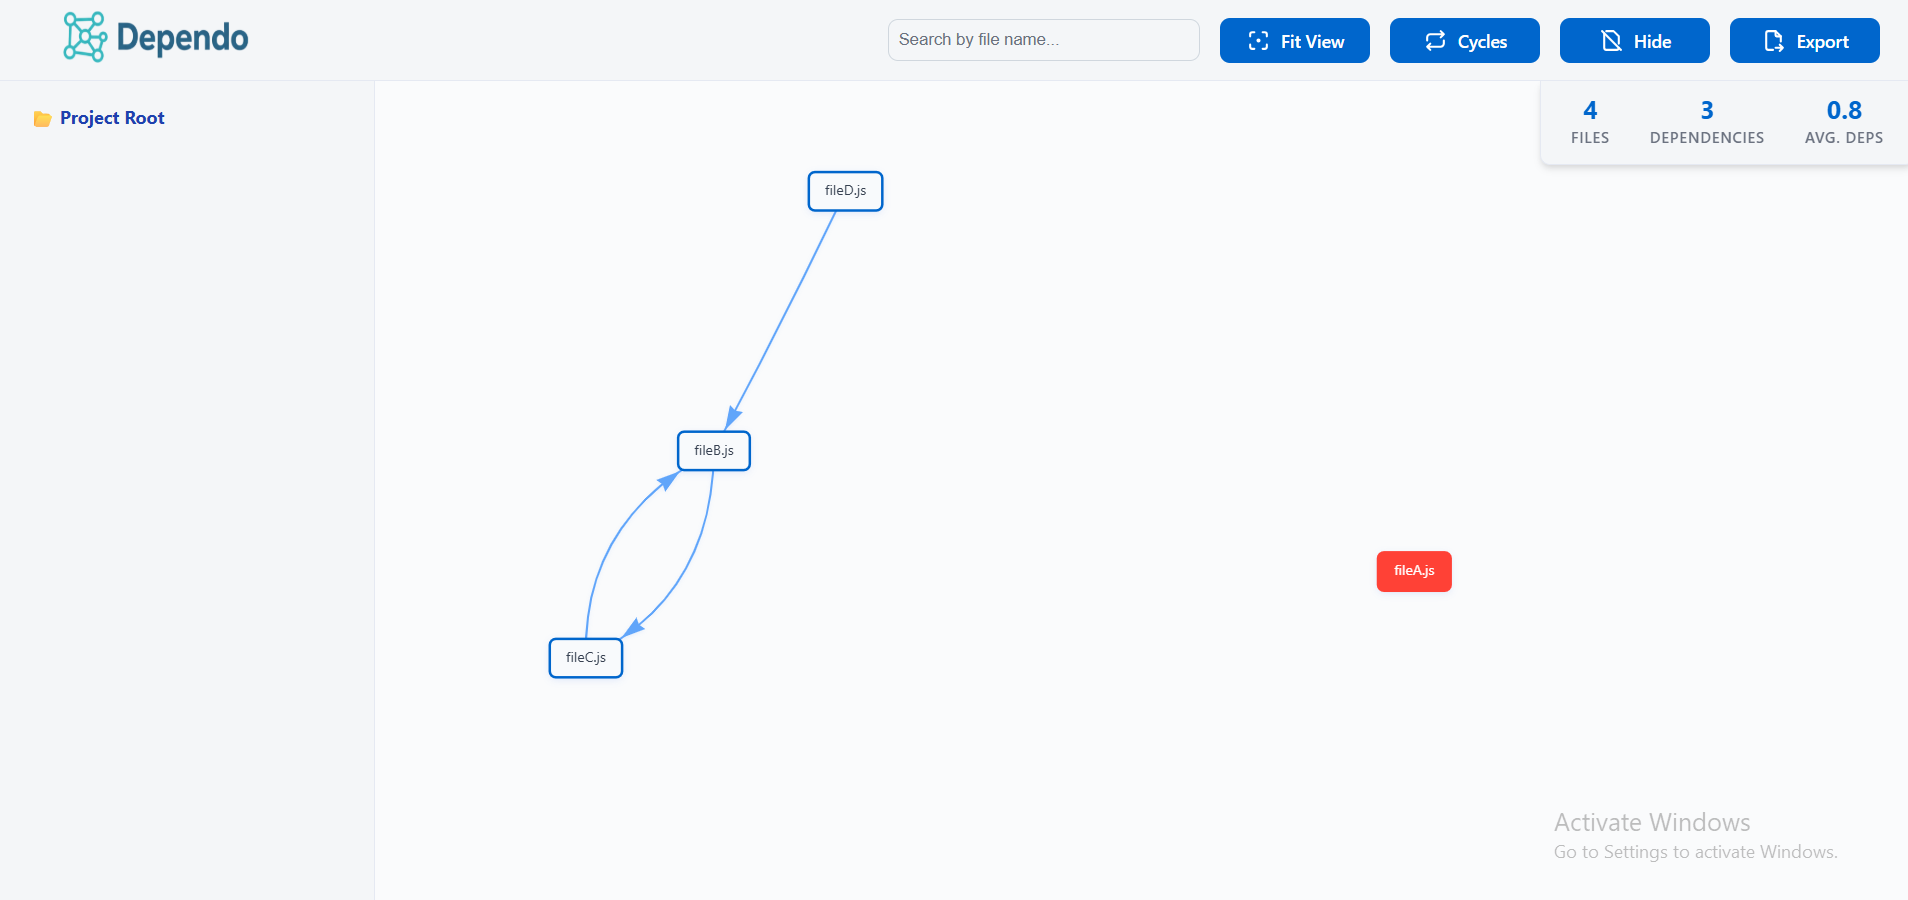 Dependo
Search by file name...
Fit View
Cycles
Hide
Export
Project Root
4
FILES
3
DEPENDENCIES
0.8
AVG. DEPS
fileD.js
fileB.js
fileA.js
fileC.js
Activate Windows
Go to Settings to activate Windows.